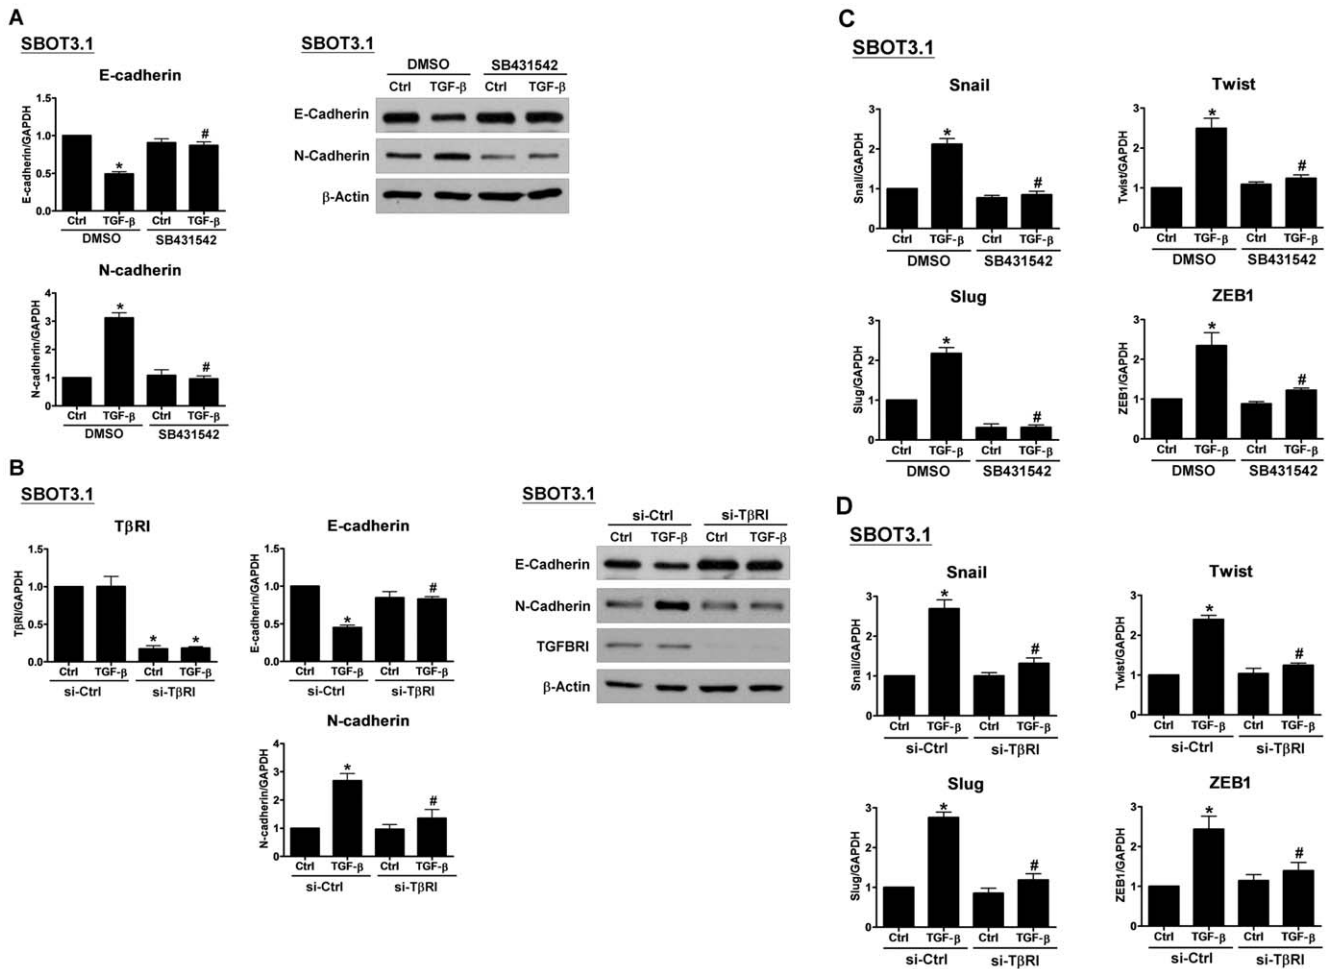 A
SBOT3.1
E-cadherin
E-cadherin/GAPDH
1.5
1.0
0.5
0.0
*
#
Ctrl TGF-β Ctrl TGF-β
DMSO SB431542
N-cadherin
N-cadherin/GAPDH
4
3
2
1
0
*
#
Ctrl TGF-β Ctrl TGF-β
DMSO SB431542
SBOT3.1
DMSO SB431542
Ctrl TGF-β Ctrl TGF-β
E-Cadherin
N-Cadherin
β-Actin
B
SBOT3.1
TβRI
TβRI/GAPDH
1.5
1.0
0.5
0.0
* *
Ctrl TGF-β Ctrl TGF-β
si-Ctrl si-TβRI
E-cadherin
E-cadherin/GAPDH
1.5
1.0
0.5
0.0
*
#
Ctrl TGF-β Ctrl TGF-β
si-Ctrl si-TβRI
N-cadherin
N-cadherin/GAPDH
4
3
2
1
0
*
#
Ctrl TGF-β Ctrl TGF-β
si-Ctrl si-TβRI
SBOT3.1
si-Ctrl si-TβRI
Ctrl TGF-β Ctrl TGF-β
E-Cadherin
N-Cadherin
TGFBRI
β-Actin
C
SBOT3.1
Snail
Snail/GAPDH
3
2
1
0
*
#
Ctrl TGF-β Ctrl TGF-β
DMSO SB431542
Twist
Twist/GAPDH
3
2
1
0
*
#
Ctrl TGF-β Ctrl TGF-β
DMSO SB431542
Slug
Slug/GAPDH
3
2
1
0
*
#
Ctrl TGF-β Ctrl TGF-β
DMSO SB431542
ZEB1
ZEB1/GAPDH
3
2
1
0
*
#
Ctrl TGF-β Ctrl TGF-β
DMSO SB431542
D
SBOT3.1
Snail
Snail/GAPDH
3
2
1
0
*
#
Ctrl TGF-β Ctrl TGF-β
si-Ctrl si-TβRI
Twist
Twist/GAPDH
3
2
1
0
*
#
Ctrl TGF-β Ctrl TGF-β
si-Ctrl si-TβRI
Slug
Slug/GAPDH
3
2
1
0
*
#
Ctrl TGF-β Ctrl TGF-β
si-Ctrl si-TβRI
ZEB1
ZEB1/GAPDH
3
2
1
0
*
#
Ctrl TGF-β Ctrl TGF-β
si-Ctrl si-TβRI